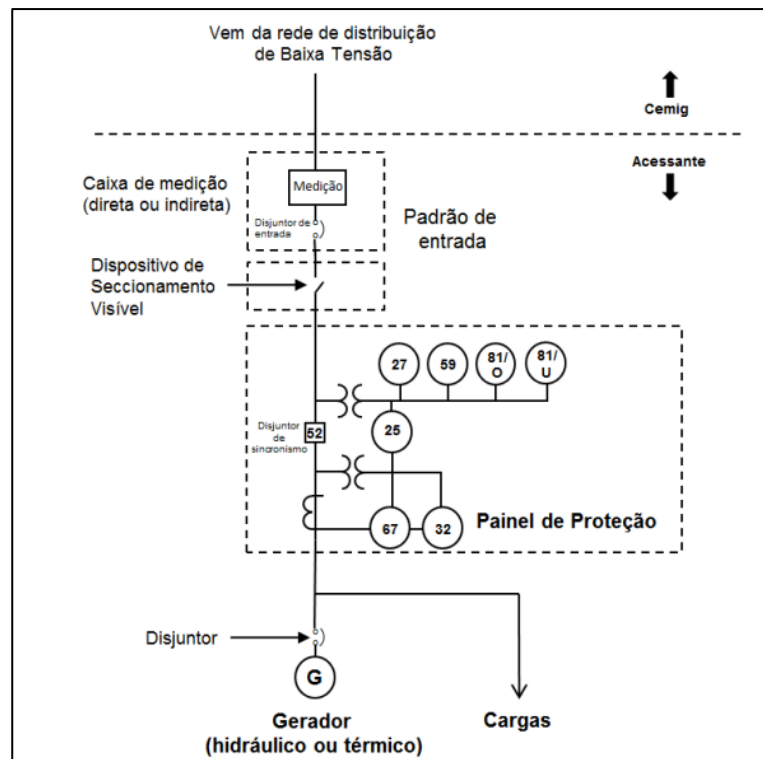 Vem da rede de distribuição
de Baixa Tensão
Cemig
Acessante
Caixa de medição
(direta ou indireta)
Medição
Disjuntor de
entrada
Padrão de
entrada
Dispositivo de
Seccionamento
Visível
27
59
81/
O
81/
U
Disjuntor
de
sincronismo
52
25
67
32
Painel de Proteção
Disjuntor
G
Gerador
(hidráulico ou térmico)
Cargas